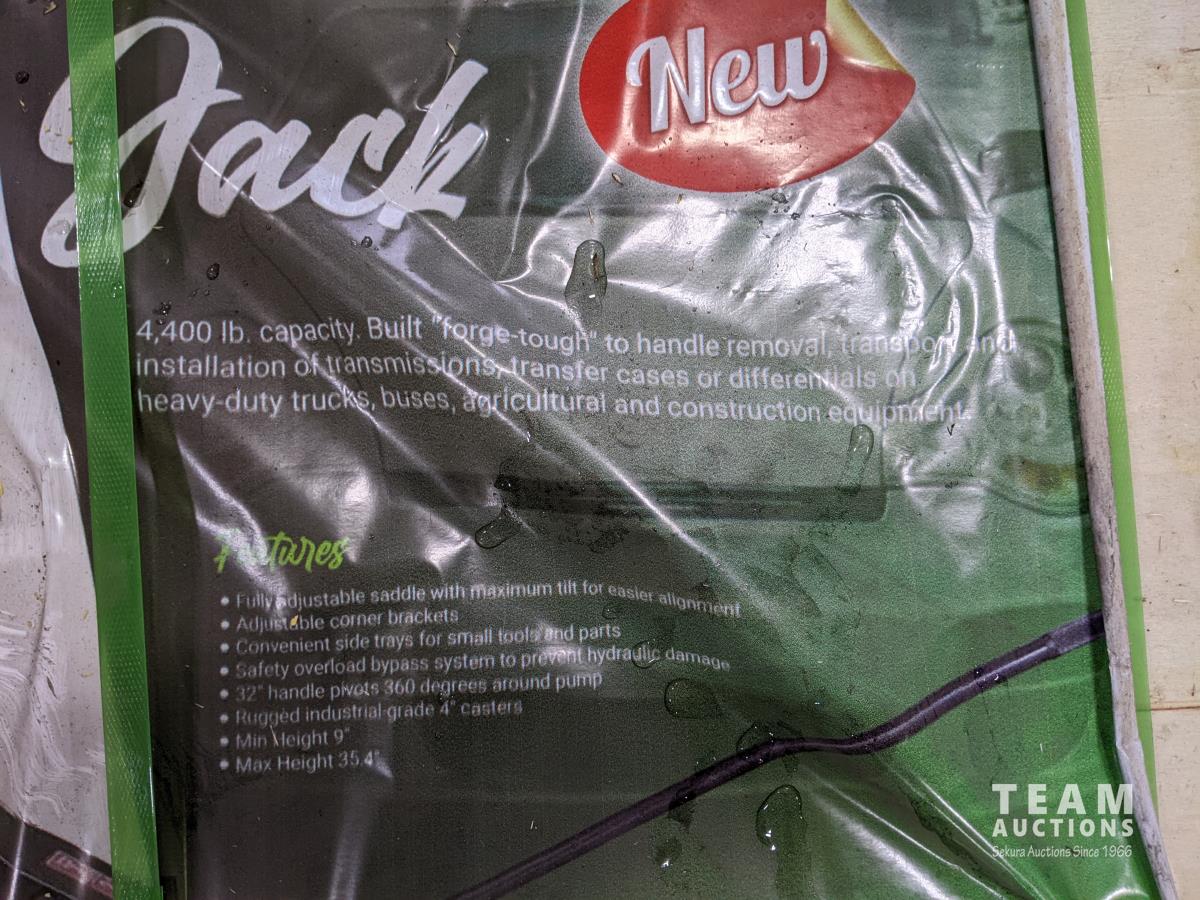 Jack
New
4,400 lb. capacity. Built "forge-tough" to handle removal, transport and
installation of transmissions, transfer cases or differentials on
heavy-duty trucks, buses, agricultural and construction equipment.
Features
• Fully adjustable saddle with maximum tilt for easier alignment
• Adjustable corner brackets
• Convenient side trays for small tools and parts
• Safety overload bypass system to prevent hydraulic damage
• 32" handle pivots 360 degrees around pump
• Rugged industrial-grade 4" casters
• Min Height 9"
• Max Height 35.4"
TEAM
AUCTIONS
Sekura Auctions Since 1966